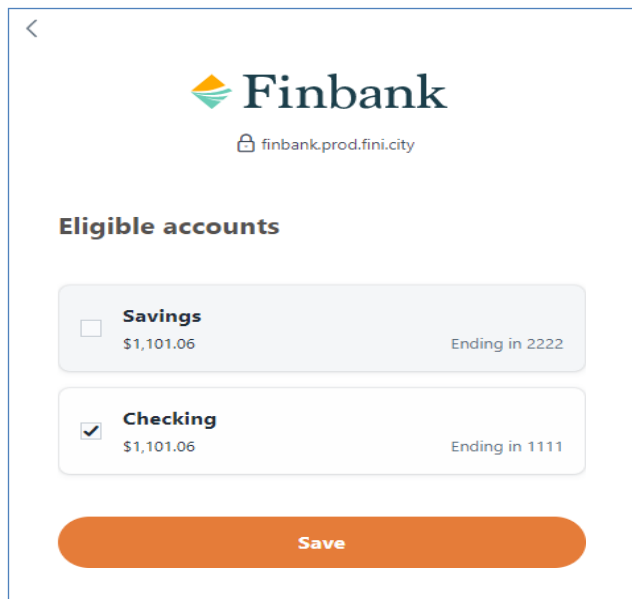 Finbank
finbank.prod.fini.city
Eligible accounts
Savings
$1,101.06 Ending in 2222
Checking
$1,101.06 Ending in 1111
Save